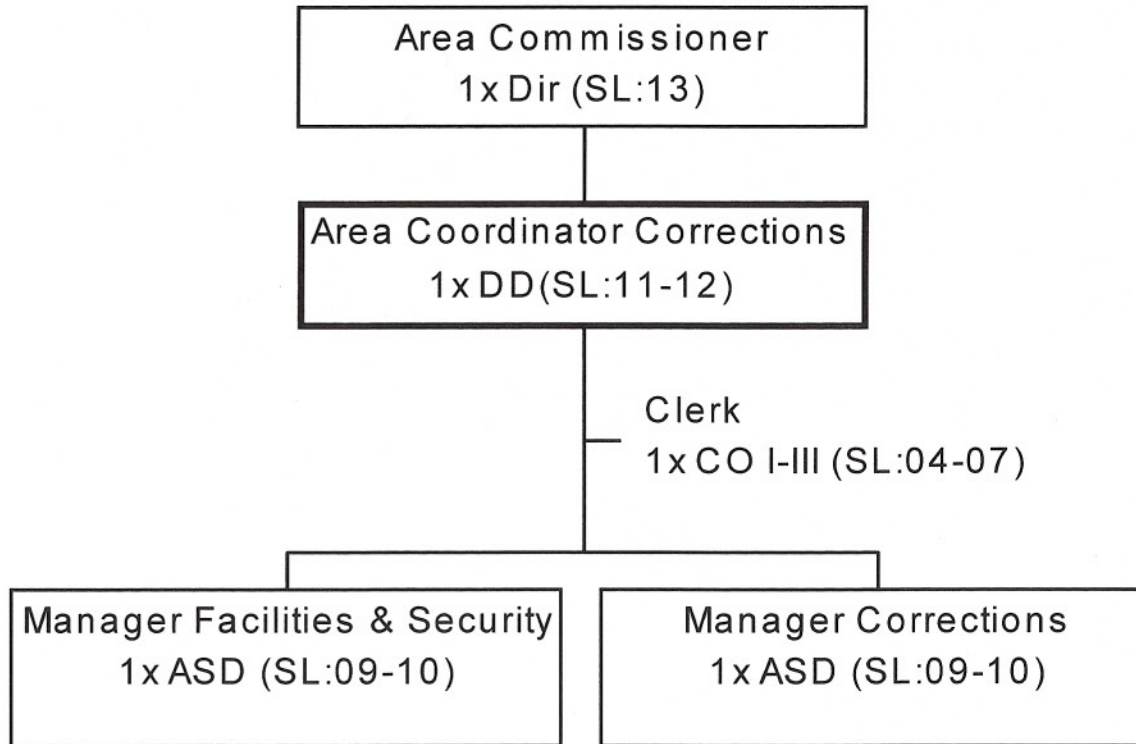 Area Commissioner
1x Dir (SL:13)
Area Coordinator Corrections
1x DD(SL:11-12)
Clerk
1x CO I-III (SL:04-07)
Manager Facilities & Security
1x ASD (SL:09-10)
Manager Corrections
1x ASD (SL:09-10)